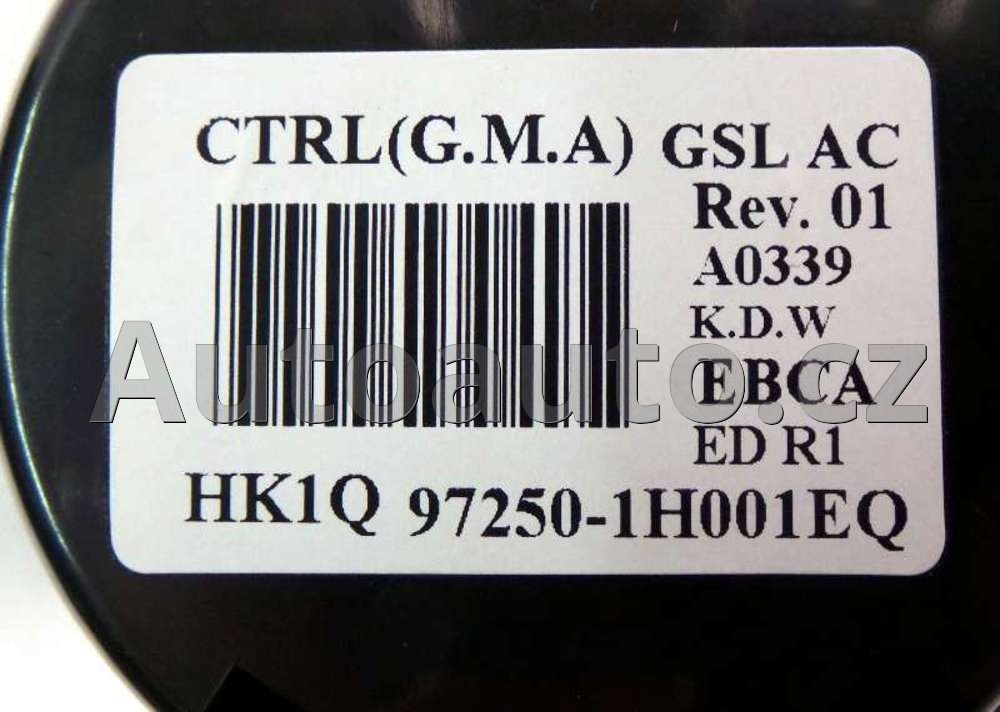 CTRL(G.M.A) GSL AC
Rev. 01
A0339
K.D.W
EBCA
ED R1
HK1Q 97250-1H001EQ
Autoauto.cz